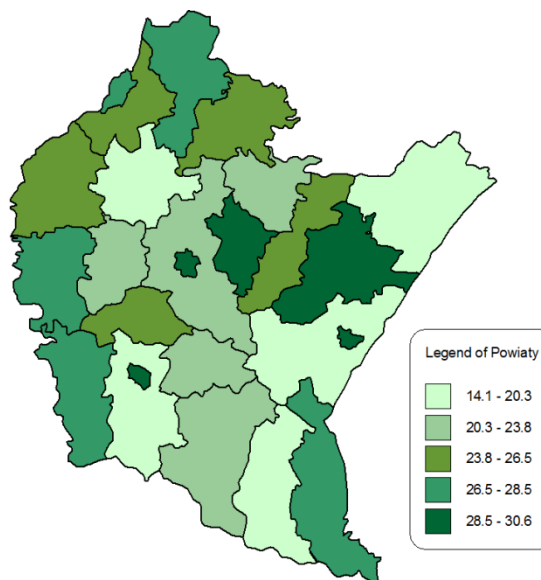 Legend of Powiaty
14.1 - 20.3
20.3 - 23.8
23.8 - 26.5
26.5 - 28.5
28.5 - 30.6